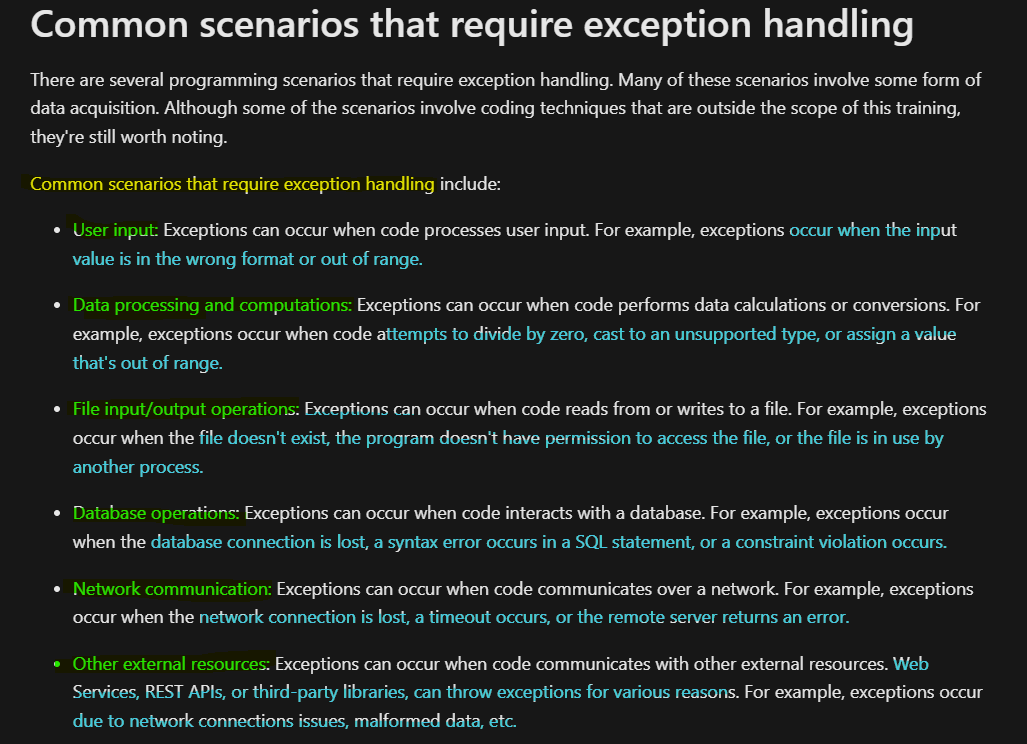 Common scenarios that require exception handling
There are several programming scenarios that require exception handling. Many of these scenarios involve some form of
data acquisition. Although some of the scenarios involve coding techniques that are outside the scope of this training,
they're still worth noting.
Common scenarios that require exception handling include:
• User input: Exceptions can occur when code processes user input. For example, exceptions occur when the input
value is in the wrong format or out of range.
• Data processing and computations: Exceptions can occur when code performs data calculations or conversions. For
example, exceptions occur when code attempts to divide by zero, cast to an unsupported type, or assign a value
that's out of range.
• File input/output operations: Exceptions can occur when code reads from or writes to a file. For example, exceptions
occur when the file doesn't exist, the program doesn't have permission to access the file, or the file is in use by
another process.
• Database operations: Exceptions can occur when code interacts with a database. For example, exceptions occur
when the database connection is lost, a syntax error occurs in a SQL statement, or a constraint violation occurs.
• Network communication: Exceptions can occur when code communicates over a network. For example, exceptions
occur when the network connection is lost, a timeout occurs, or the remote server returns an error.
• Other external resources: Exceptions can occur when code communicates with other external resources. Web
Services, REST APIs, or third-party libraries, can throw exceptions for various reasons. For example, exceptions occur
due to network connections issues, malformed data, etc.